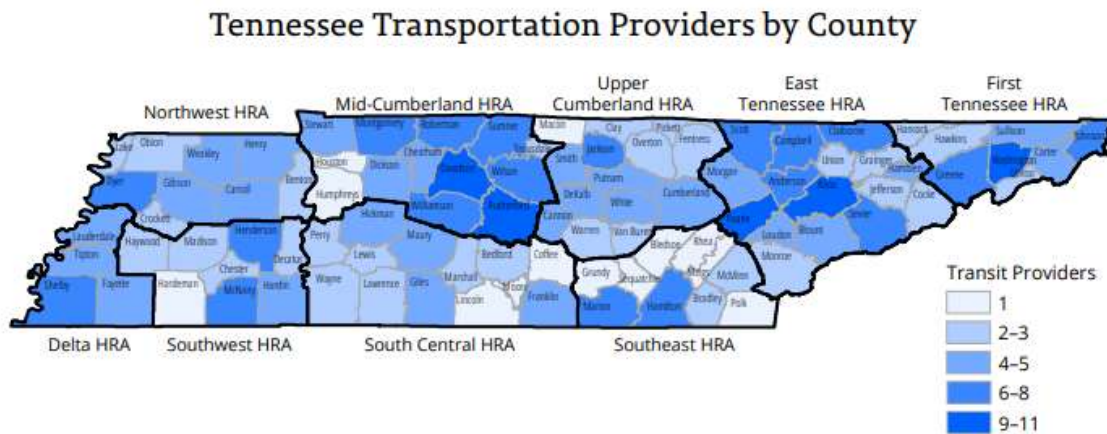 Tennessee Transportation Providers by County
Northwest HRA
Mid-Cumberland HRA
Upper
Cumberland HRA
East
Tennessee HRA
First
Tennessee HRA
Lake
Obion
Weakley
Henry
Dyer
Gibson
Carroll
Benton
Crockett
Stewart
Montgomery
Robertson
Sumner
Houston
Dickson
Cheatham
Davidson
Wilson
Humphreys
Williamson
Rutherford
Macon
Clay
Pickett
Smith
Jackson
Overton
Fentress
Putnam
DeKalb
White
Cumberland
Cannon
Warren
Van Buren
Scott
Campbell
Claiborne
Morgan
Anderson
Union
Grainger
Hamblen
Knox
Jefferson
Cocke
Roane
Loudon
Blount
Sevier
Monroe
Hancock
Hawkins
Sullivan
Johnson
Greene
Washington
Carter
Lauderdale
Tipton
Shelby
Fayette
Haywood
Madison
Henderson
Decatur
Chester
Hardeman
McNairy
Hardin
Perry
Hickman
Maury
Lewis
Bedford
Coffee
Wayne
Lawrence
Giles
Marshall
Moore
Lincoln
Franklin
Grundy
Sequatchie
Bledsoe
Rhea
Meigs
McMinn
Marion
Hamilton
Bradley
Polk
Delta HRA
Southwest HRA
South Central HRA
Southeast HRA
Transit Providers
1
2–3
4–5
6–8
9–11